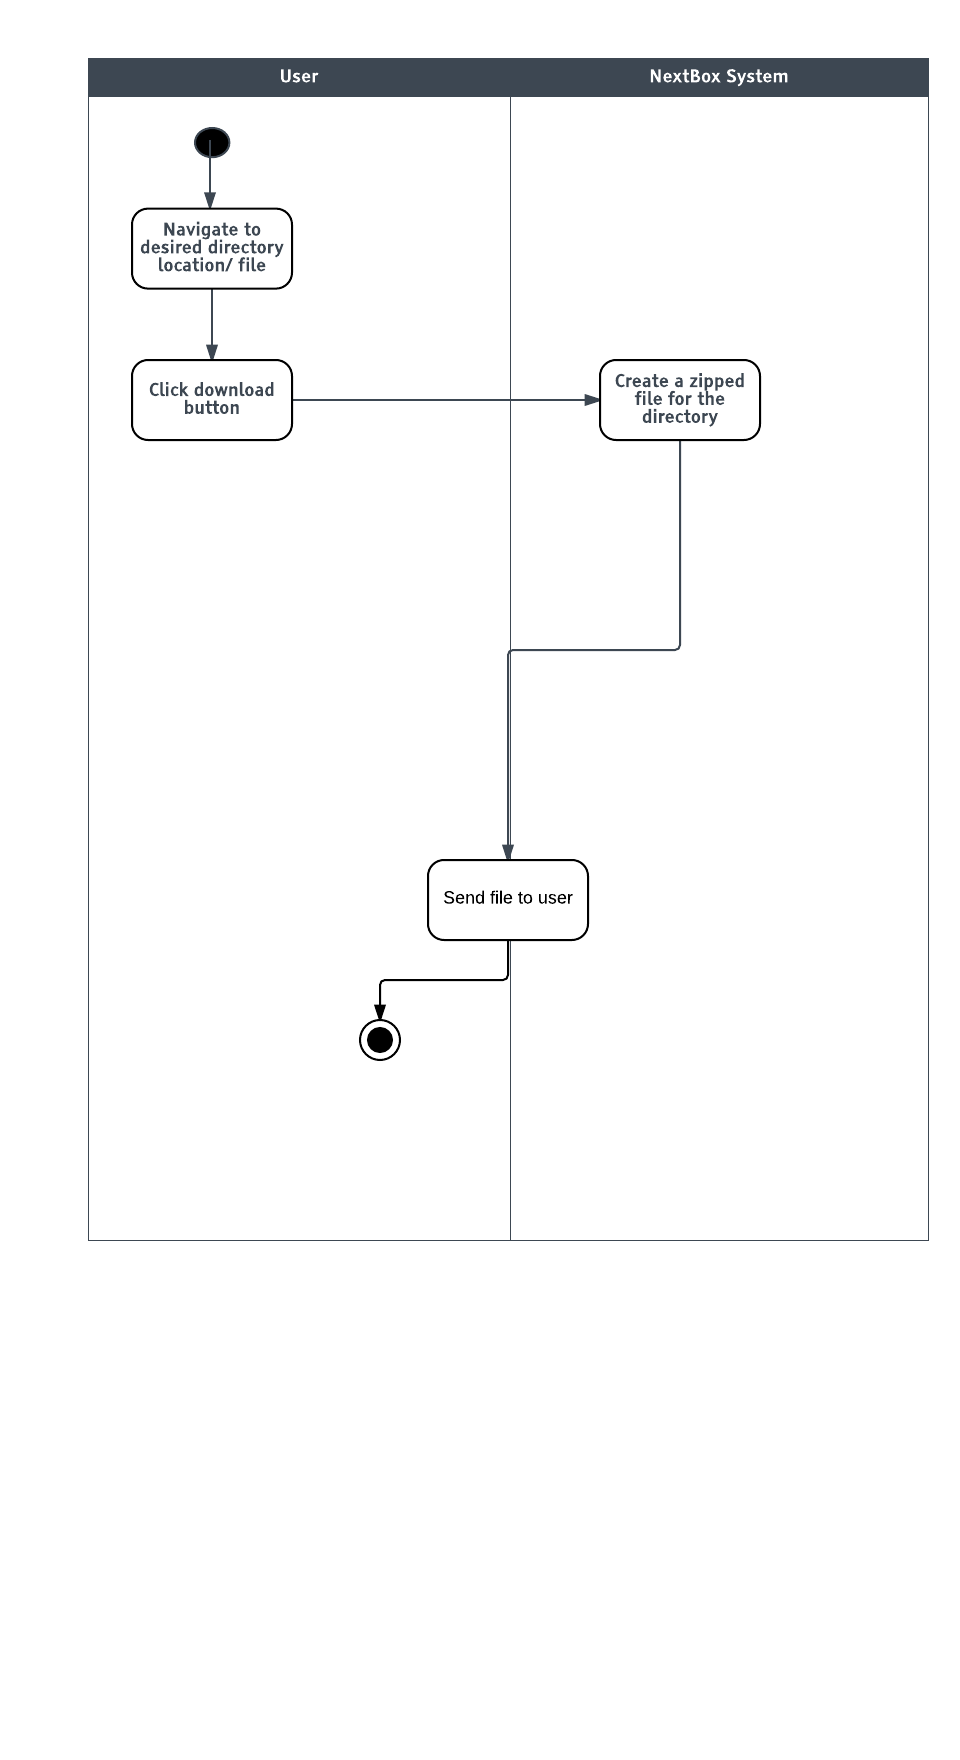 User
NextBox System
Navigate to
desired directory
location/ file
Click download
button
Create a zipped
file for the
directory
Send file to user